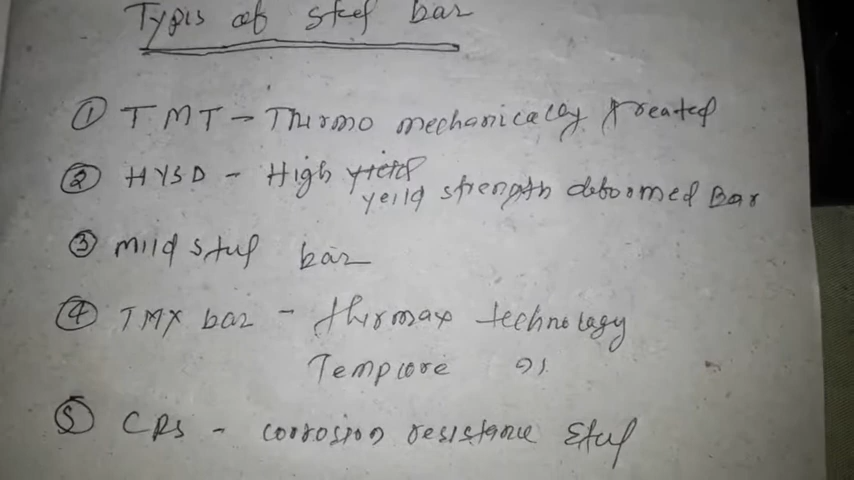 Types of steel bar
① TMT - Thermo mechanically treated
② HYSD - High yield
yeild strength deformed Bar
③ mild steel bar
④ TMX bar - thermax technology
Tempcore
⑤ CRS - corrosion resistance steel